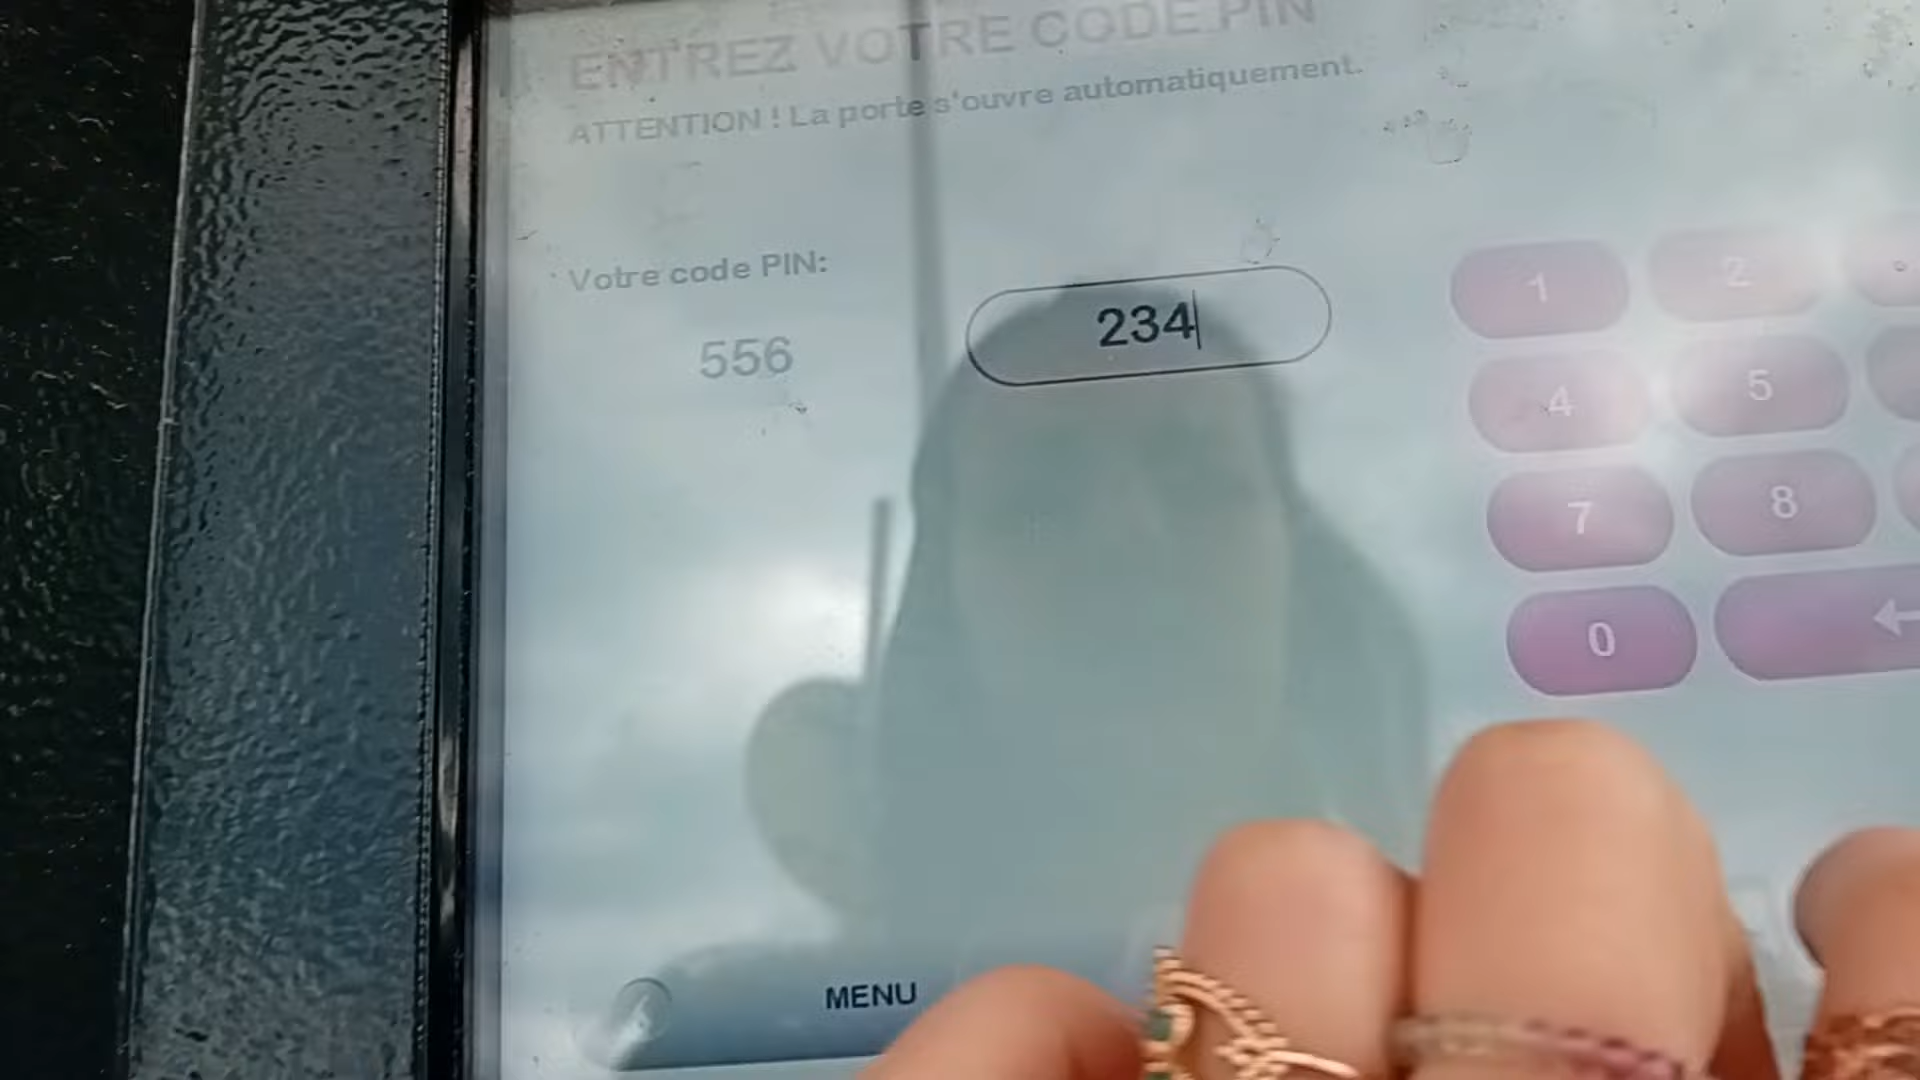 ENTREZ VOTRE CODE PIN
ATTENTION ! La porte s'ouvre automatiquement.
Votre code PIN:
556
234
1 2
4 5
7 8
0 ←
MENU